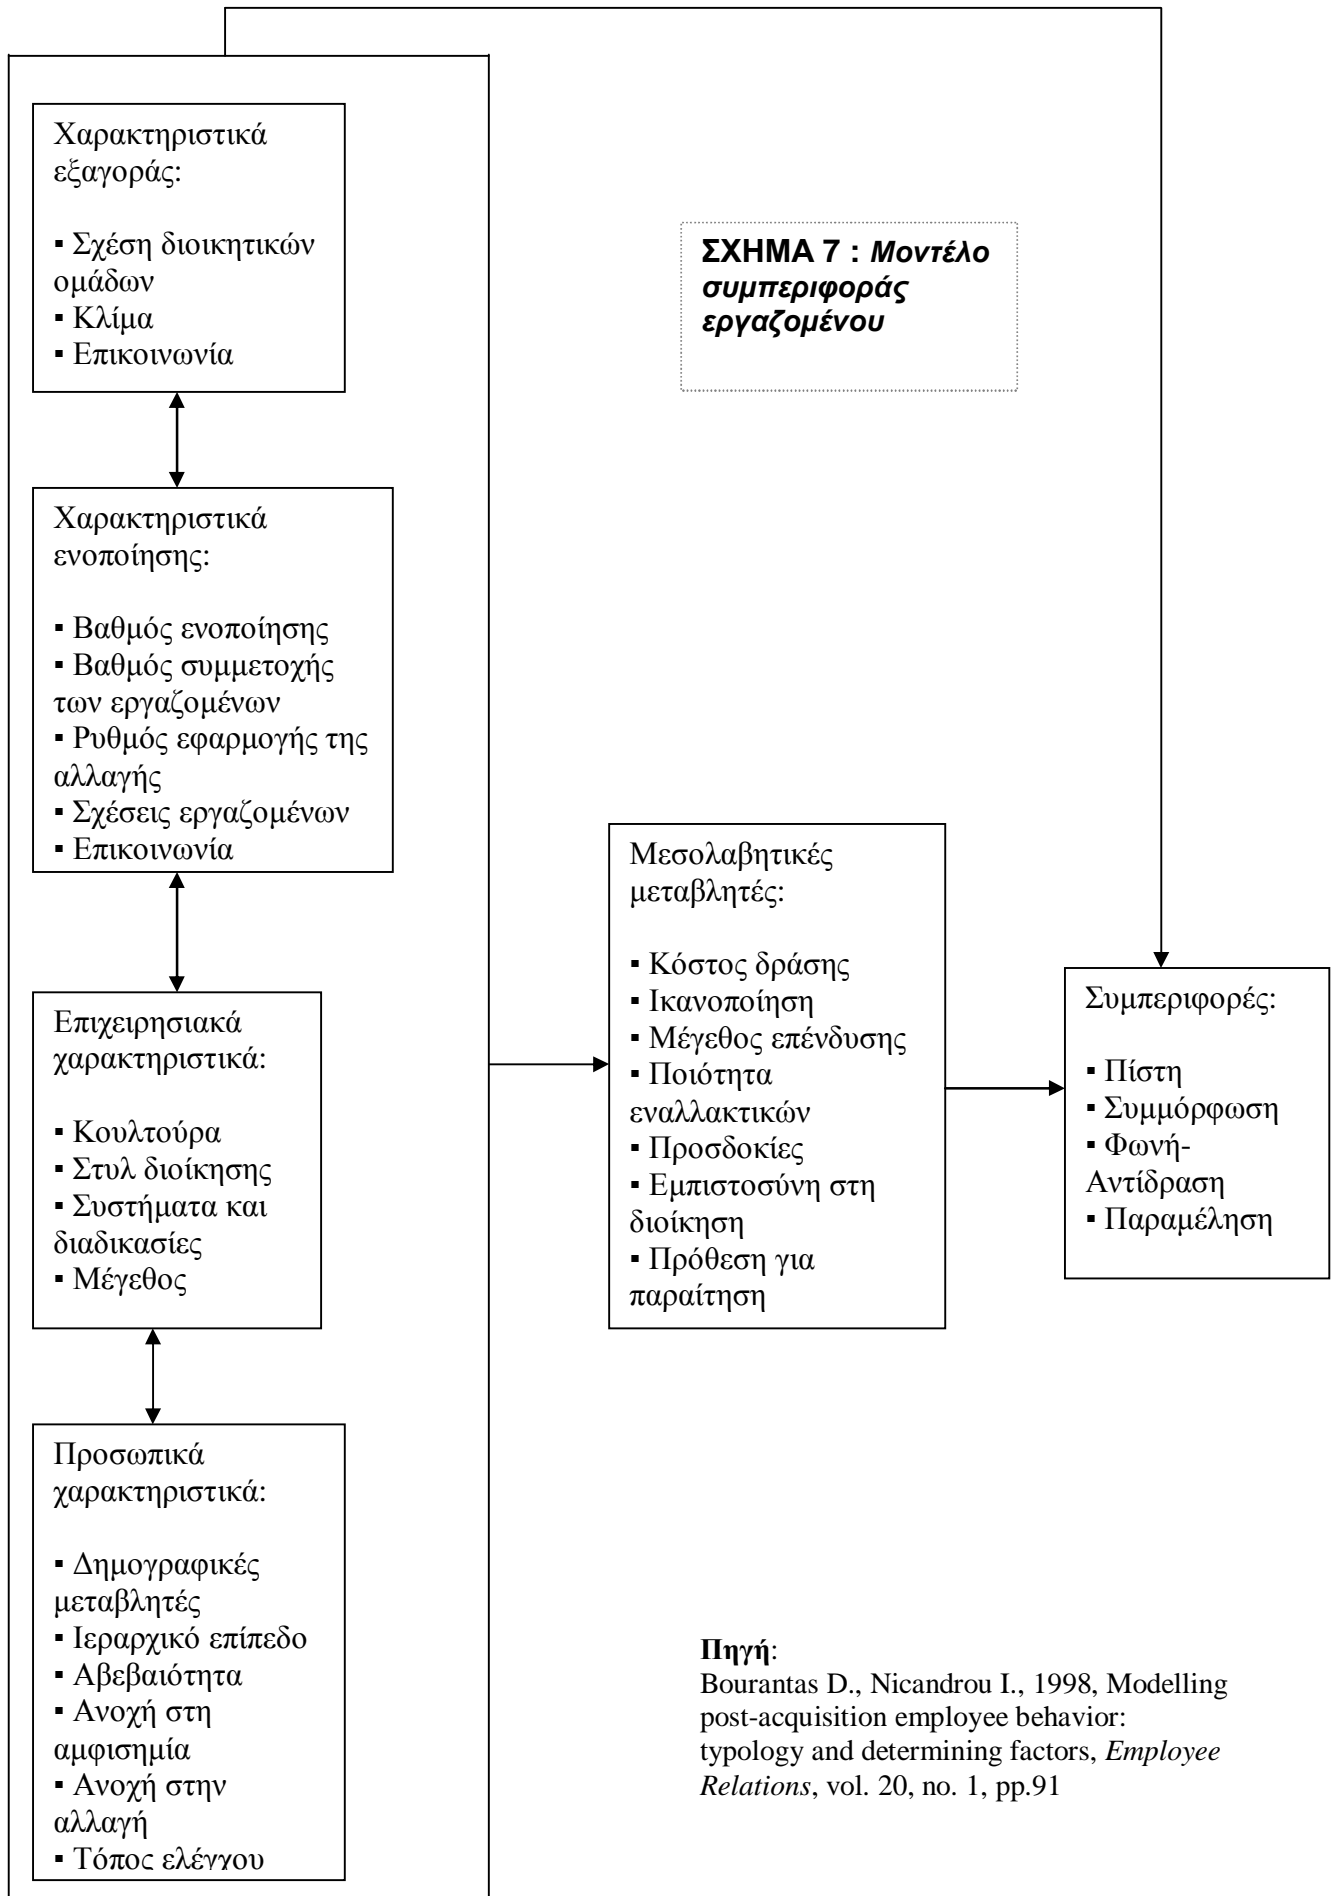 Χαρακτηριστικά
εξαγοράς:
▪ Σχέση διοικητικών
ομάδων
▪ Κλίμα
▪ Επικοινωνία
ΣΧΗΜΑ 7 : Μοντέλο
συμπεριφοράς
εργαζομένου
Χαρακτηριστικά
ενοποίησης:
▪ Βαθμός ενοποίησης
▪ Βαθμός συμμετοχής
των εργαζομένων
▪ Ρυθμός εφαρμογής της
αλλαγής
▪ Σχέσεις εργαζομένων
▪ Επικοινωνία
Επιχειρησιακά
χαρακτηριστικά:
▪ Κουλτούρα
▪ Στυλ διοίκησης
▪ Συστήματα και
διαδικασίες
▪ Μέγεθος
Προσωπικά
χαρακτηριστικά:
▪ Δημογραφικές
μεταβλητές
▪ Ιεραρχικό επίπεδο
▪ Αβεβαιότητα
▪ Ανοχή στη
αμφισημία
▪ Ανοχή στην
αλλαγή
▪ Τόπος ελέγχου
Μεσολαβητικές
μεταβλητές:
▪ Κόστος δράσης
▪ Ικανοποίηση
▪ Μέγεθος επένδυσης
▪ Ποιότητα
εναλλακτικών
▪ Προσδοκίες
▪ Εμπιστοσύνη στη
διοίκηση
▪ Πρόθεση για
παραίτηση
Συμπεριφορές:
▪ Πίστη
▪ Συμμόρφωση
▪ Φωνή-
Αντίδραση
▪ Παραμέληση
Πηγή:
Bourantas D., Nicandrou I., 1998, Modelling
post-acquisition employee behavior:
typology and determining factors, Employee
Relations, vol. 20, no. 1, pp.91